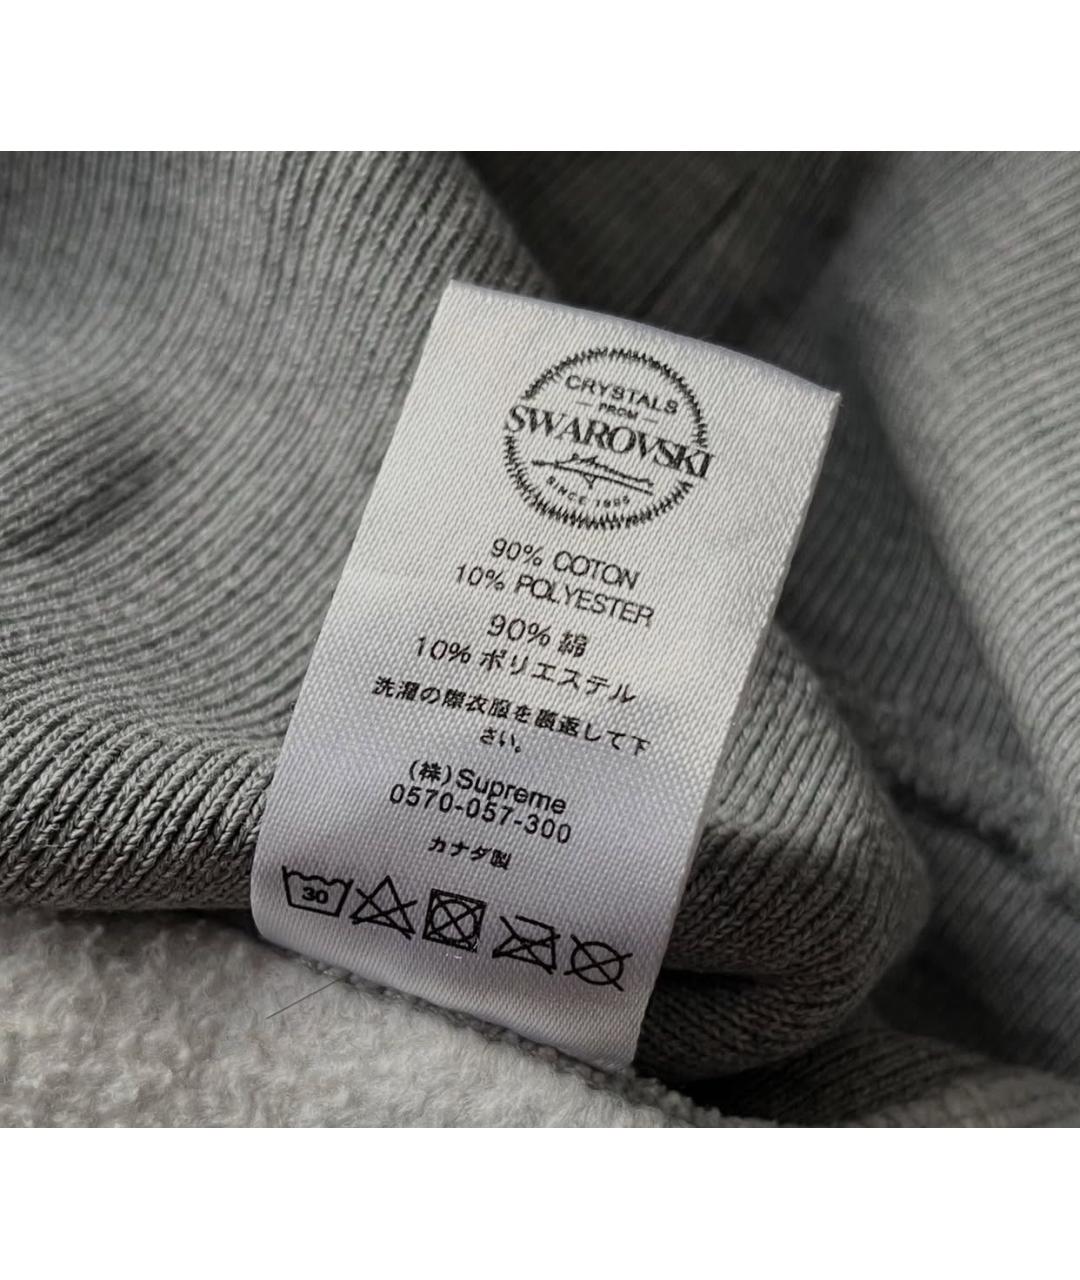 CRYSTALS
FROM
SWAROVSKI
SINCE 1895
90% COTON
10% POLYESTER
90% 綿
10% ポリエステル
洗濯の際衣服を裏返して下
さい。
(株)Supreme
0570-057-300
カナダ製
30